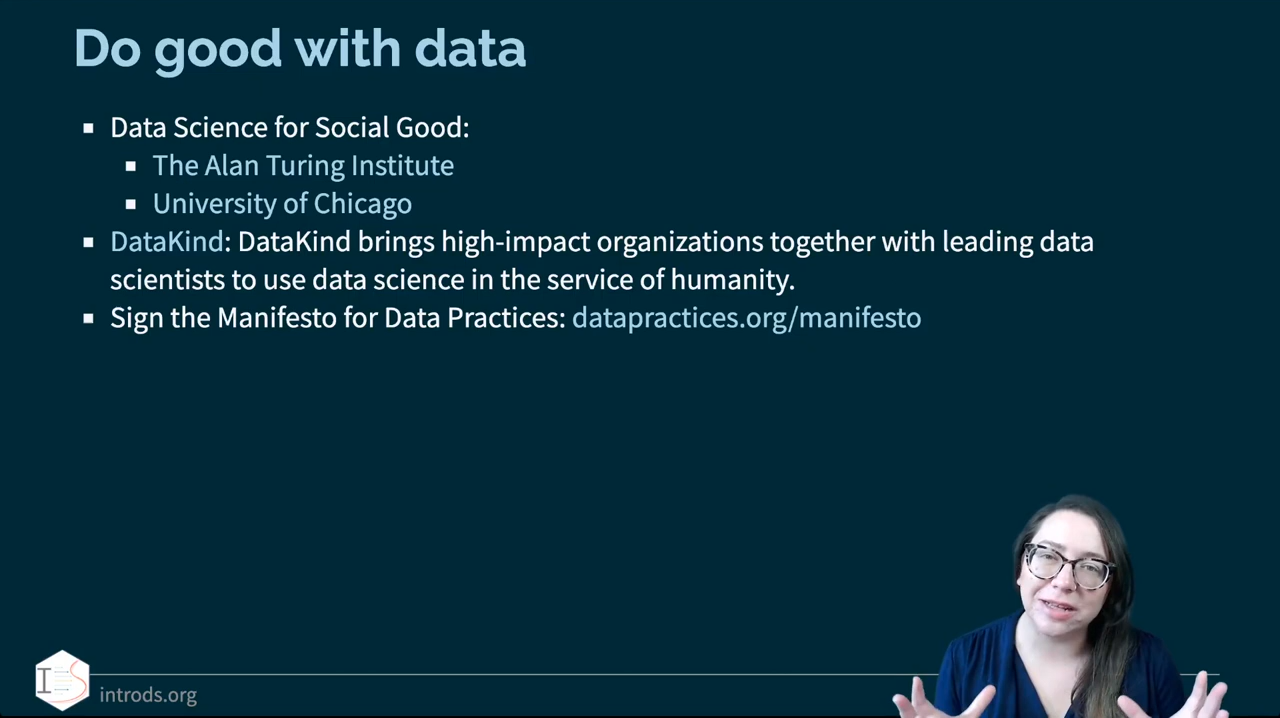 Do good with data
Data Science for Social Good:
The Alan Turing Institute
University of Chicago
DataKind: DataKind brings high-impact organizations together with leading data
scientists to use data science in the service of humanity.
Sign the Manifesto for Data Practices: datapractices.org/manifesto
introds.org